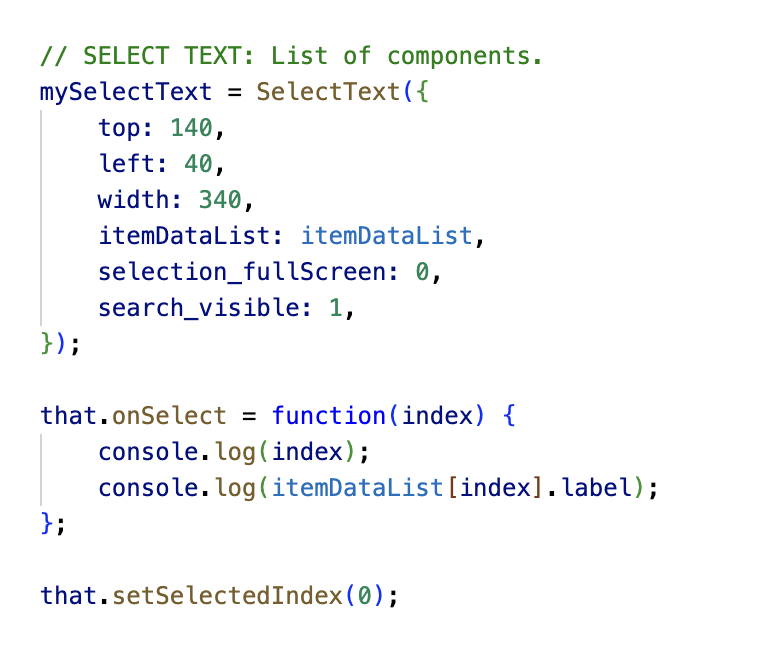 // SELECT TEXT: List of components.
mySelectText = SelectText({
    top: 140,
    left: 40,
    width: 340,
    itemDataList: itemDataList,
    selection_fullScreen: 0,
    search_visible: 1,
});

that.onSelect = function(index) {
    console.log(index);
    console.log(itemDataList[index].label);
};

that.setSelectedIndex(0);